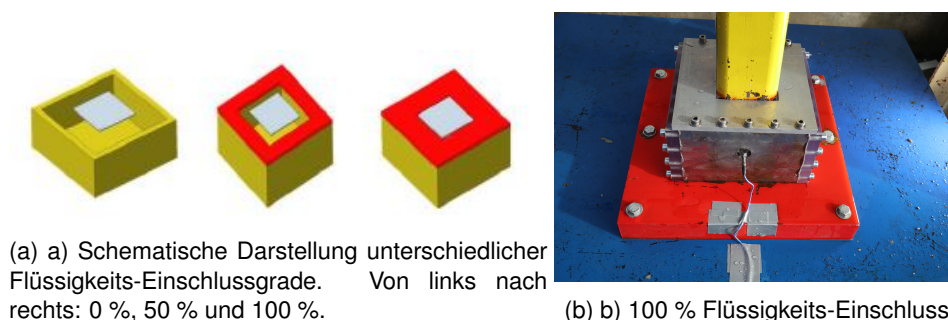 (a) a) Schematische Darstellung unterschiedlicher
Flüssigkeits-Einschlussgrade. Von links nach
rechts: 0 %, 50 % und 100 %.
(b) b) 100 % Flüssigkeits-Einschluss